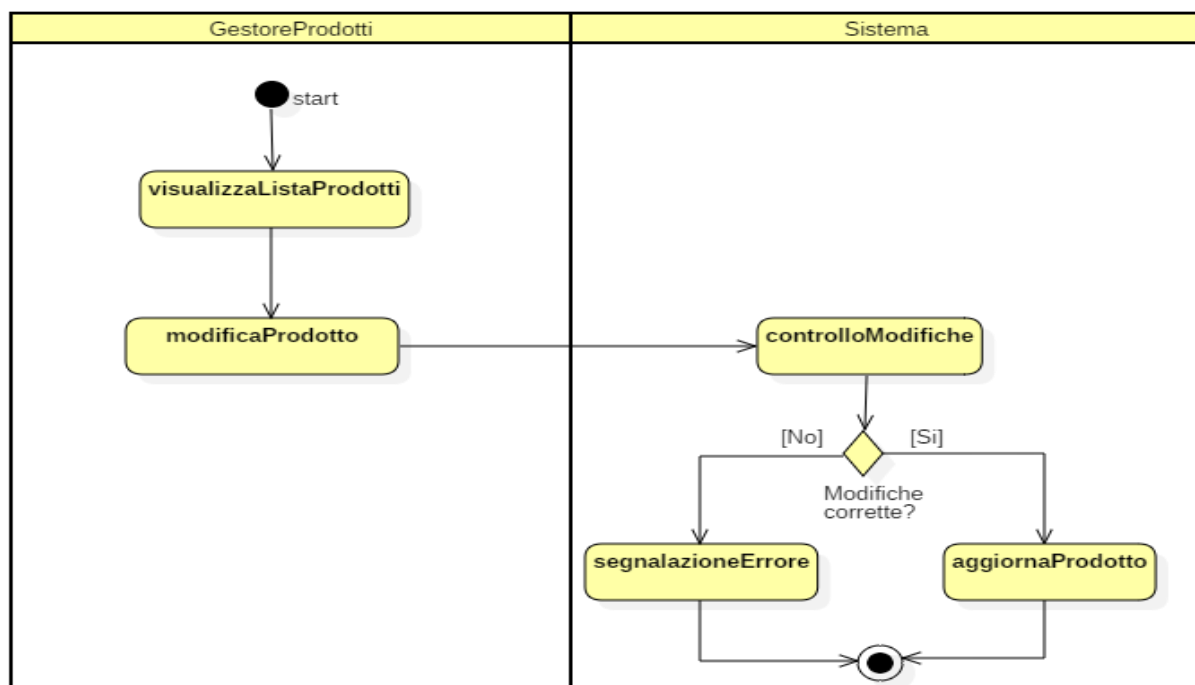 GestoreProdotti
Sistema
start
visualizzaListaProdotti
modificaProdotto
controlloModifiche
[No]
[Si]
Modifiche
corrette?
segnalazioneErrore
aggiornaProdotto